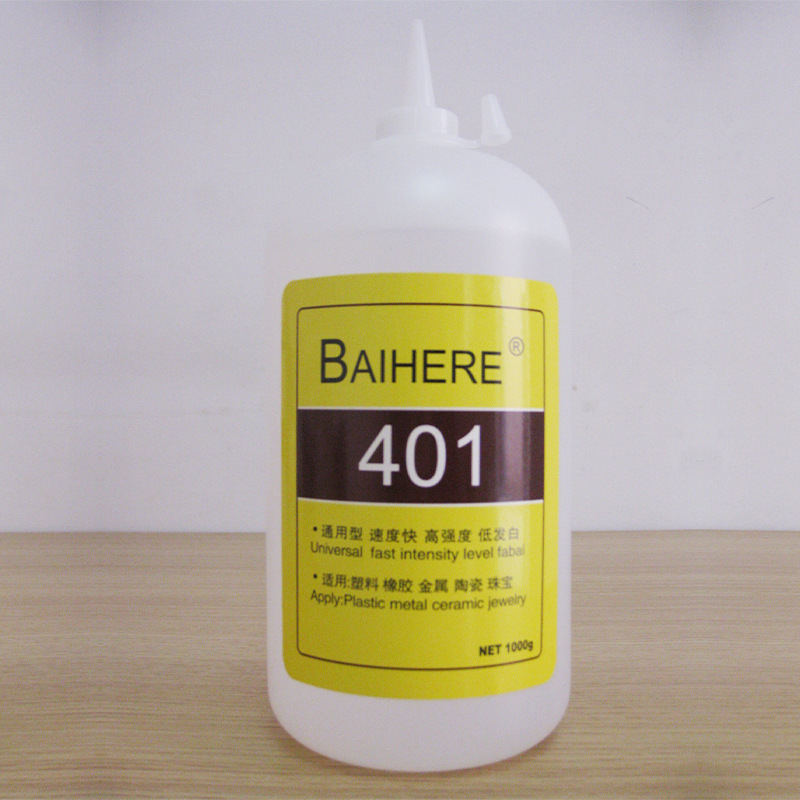 BAIHERE®
401
•通用型 速度快 高强度 低发白
Universal fast intensity level fabai
•适用:塑料 橡胶 金属 陶瓷 珠宝
Apply:Plastic metal ceramic jewelry
NET 1000g